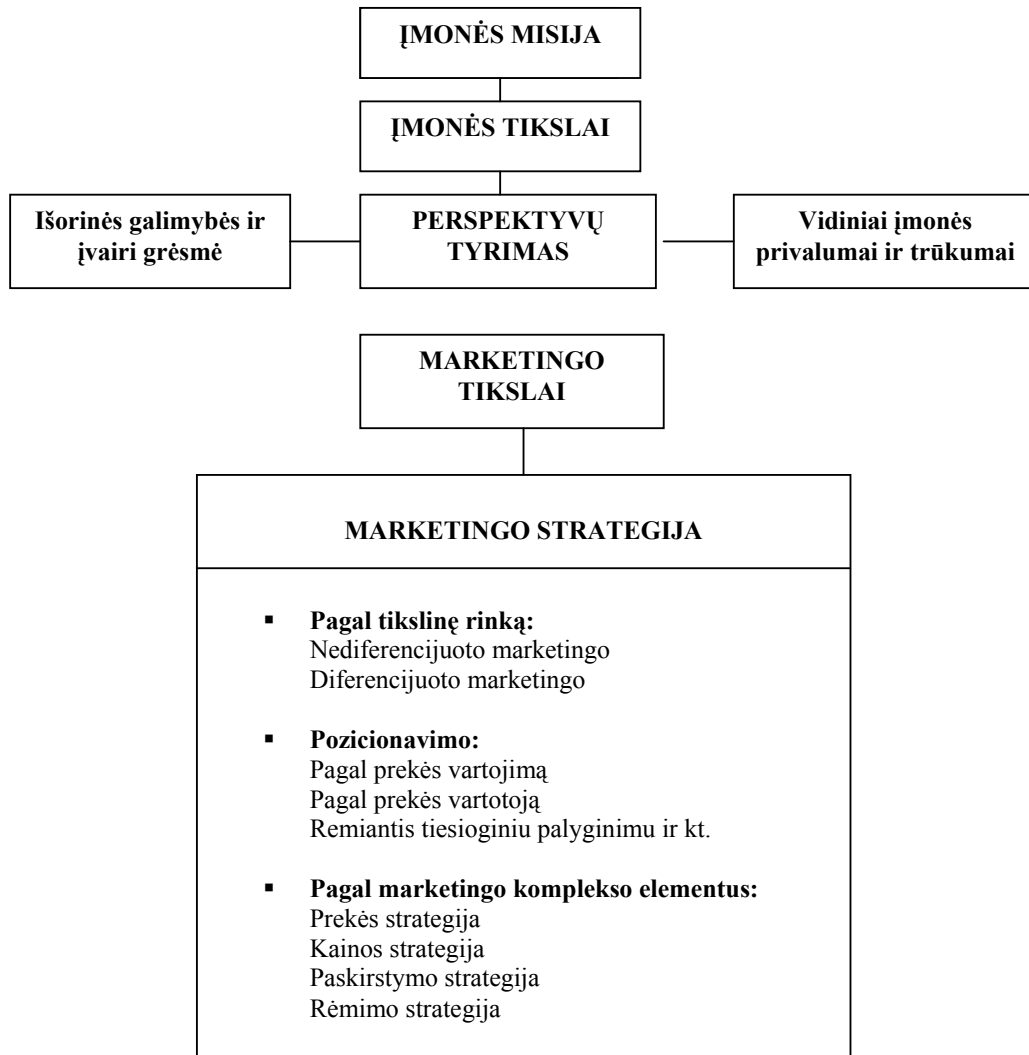 ĮMONĖS MISIJA
ĮMONĖS TIKSLAI
Išorinės galimybės ir
įvairi grėsmė
PERSPEKTYVŲ
TYRIMAS
Vidiniai įmonės
privalumai ir trūkumai
MARKETINGO
TIKSLAI
MARKETINGO STRATEGIJA
▪ Pagal tikslinę rinką:
Nediferencijuoto marketingo
Diferencijuoto marketingo
▪ Pozicionavimo:
Pagal prekės vartojimą
Pagal prekės vartotoją
Remiantis tiesioginiu palyginimu ir kt.
▪ Pagal marketingo komplekso elementus:
Prekės strategija
Kainos strategija
Paskirstymo strategija
Rėmimo strategija